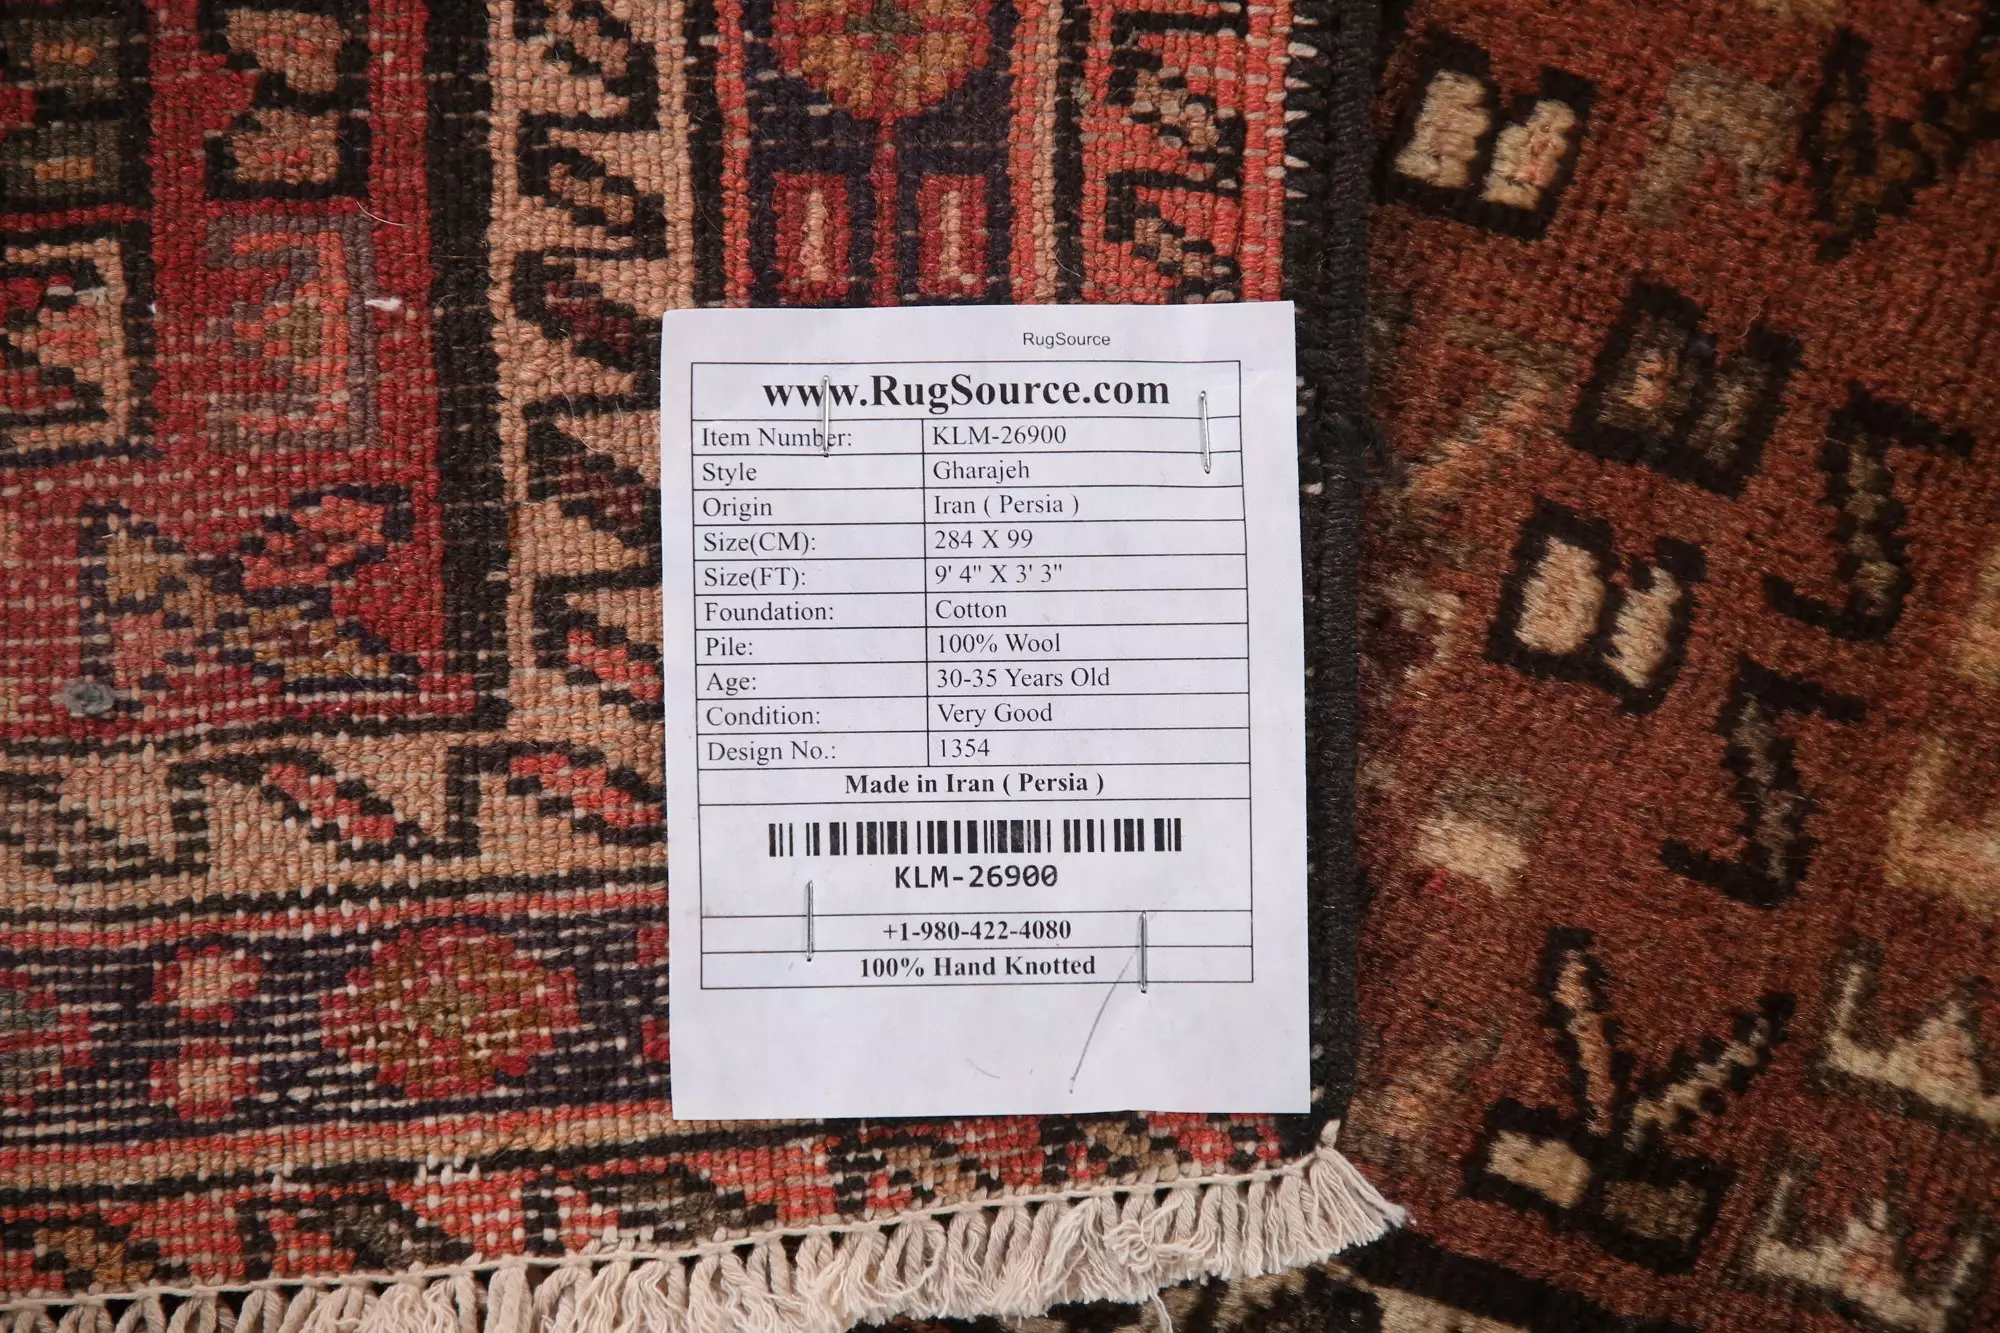 RugSource
www.RugSource.com
Item Number: KLM-26900
Style Gharajeh
Origin Iran ( Persia )
Size(CM): 284 X 99
Size(FT): 9' 4" X 3' 3"
Foundation: Cotton
Pile: 100% Wool
Age: 30-35 Years Old
Condition: Very Good
Design No.: 1354
Made in Iran ( Persia )
KLM-26900
+1-980-422-4080
100% Hand Knotted